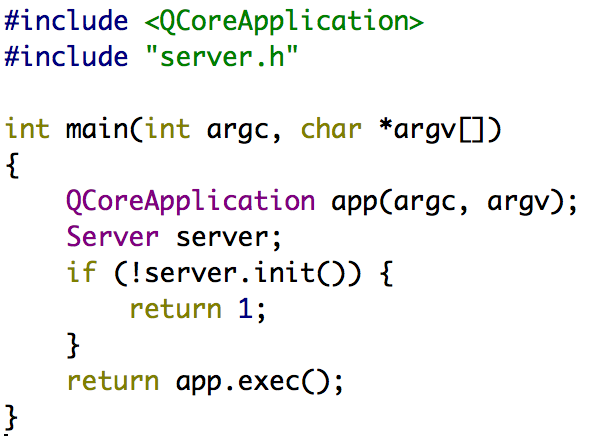 #include <QCoreApplication>
#include "server.h"

int main(int argc, char *argv[])
{
    QCoreApplication app(argc, argv);
    Server server;
    if (!server.init()) {
        return 1;
    }
    return app.exec();
}